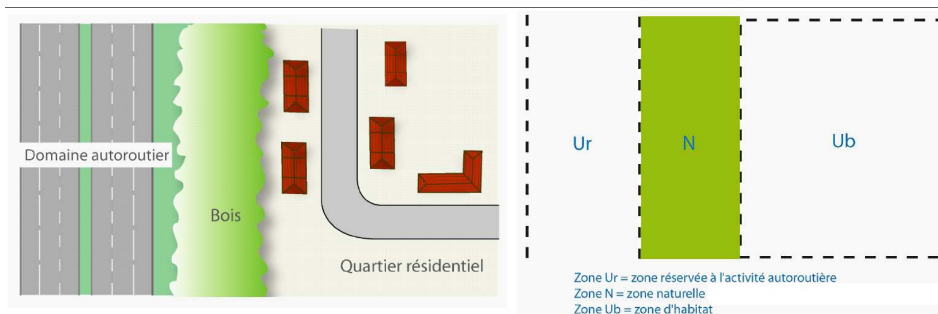 Domaine autoroutier
Bois
Quartier résidentiel
Ur
N
Ub
Zone Ur = zone réservée à l'activité autoroutière
Zone N = zone naturelle
Zone Ub = zone d'habitat